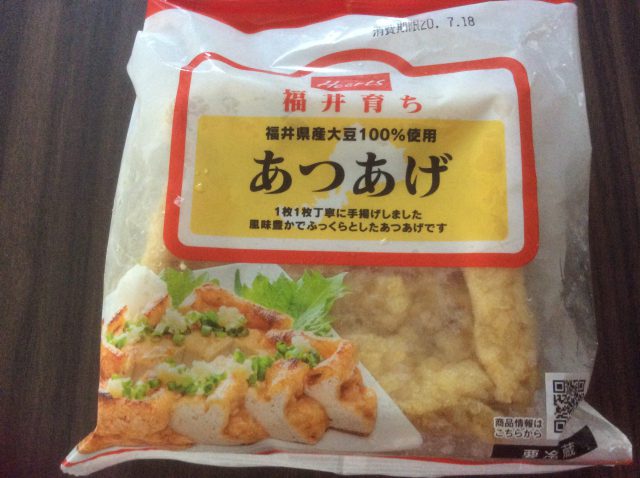 消費期限20. 7.18
Hearts
福井育ち
福井県産大豆100%使用
あつあげ
1枚1枚丁寧に手揚げしました
風味豊かでふっくらとしたあつあげです
商品情報は
こちらから
要冷蔵